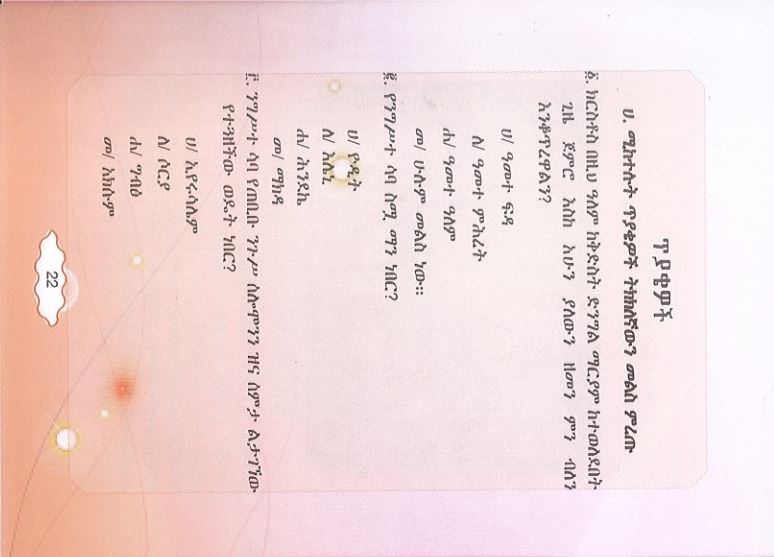 ጥያቄዎች
ሀ. ሚከተሉት ጥያቄዎች ትክክለኛውን መልስ ምረጡ
፩. ክርስቶስ በዚህ ዓለም ከቅድስት ድንግል ማርያም ከተወለደበት
ጊዜ ጀምሮ እስከ አሁን ያለውን ዘመን ምን ብለን
እንቆጥረዋልን?
ሀ/ ዓመተ ፍዳ
ለ/ ዓመተ ምሕረት
ሐ/ ዓመተ ዓለም
መ/ ሁሉም መልስ ነው።
፪. የንግሥተ ሳባ ስሟ ማን ነበር?
ሀ/ ዮዲት
ለ/ እሌኒ
ሐ/ ሕንደኬ
መ/ ማክዳ
፫. ንግሥተ ሳባ የጠቢቡ ንጉሥ ሰሎሞንን ዝና ሰምታ ልታገኘው
የተጓዘችው ወዴት ነበር?
ሀ/ ኢየሩሳሌም
ለ/ ሶርያ
ሐ/ ግብፅ
መ/ አክሱም
22